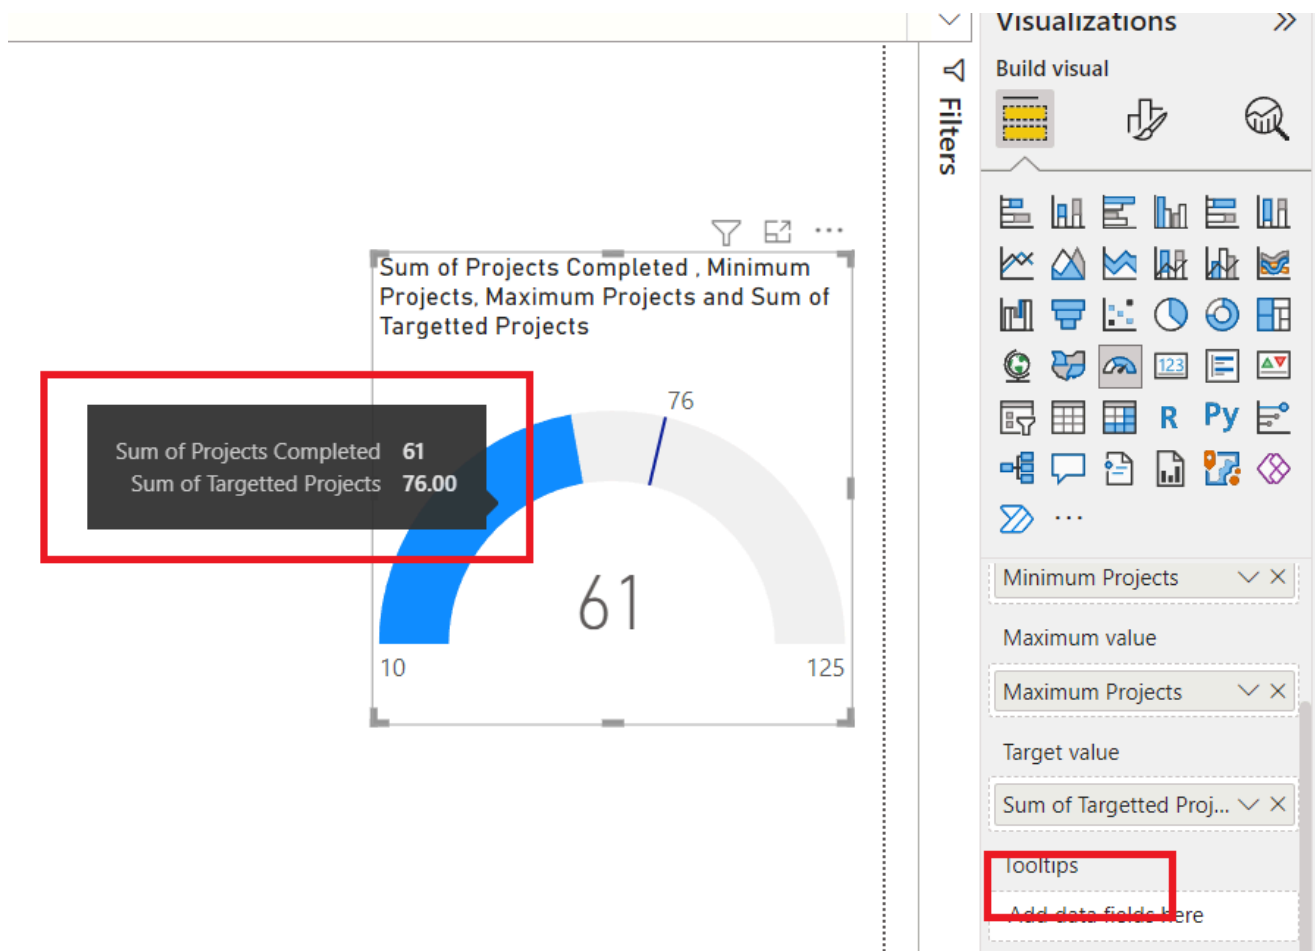 Visualizations
Build visual
Filters
Sum of Projects Completed , Minimum
Projects, Maximum Projects and Sum of
Targetted Projects
76
Sum of Projects Completed 61
Sum of Targetted Projects 76.00
61
10
125
123
R
Py
Minimum Projects
Maximum value
Maximum Projects
Target value
Sum of Targetted Proj...
Tooltips
Add data fields here